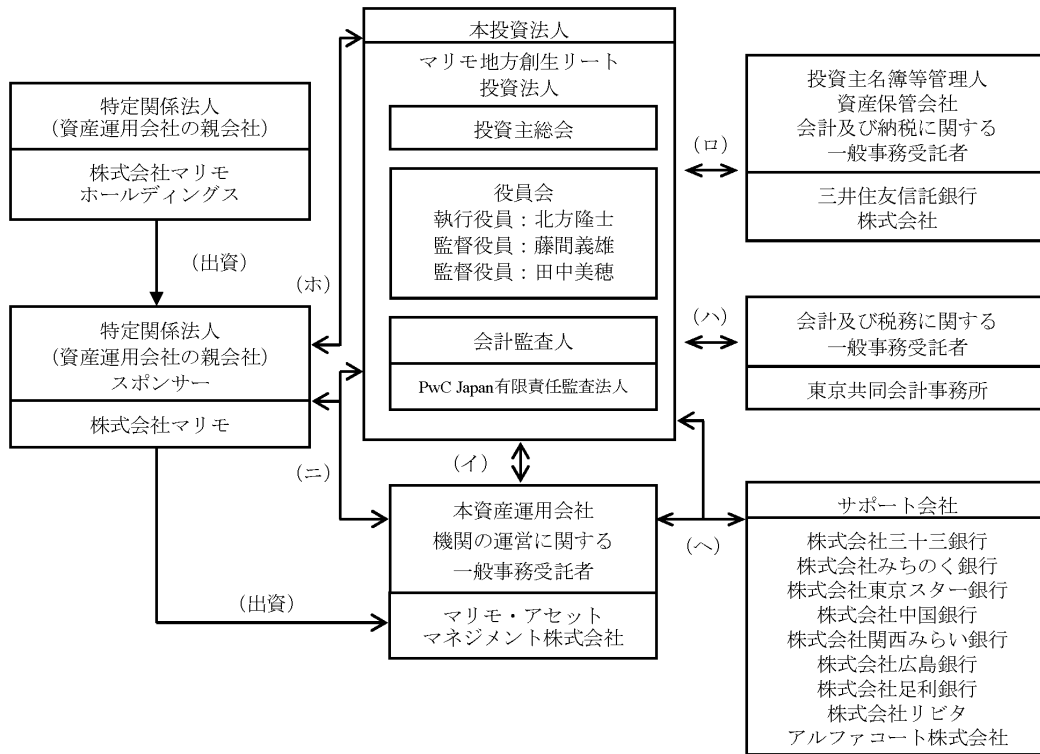 特定関係法人
(資産運用会社の親会社)
株式会社マリモ
ホールディングス
(出資)
特定関係法人
(資産運用会社の親会社)
スポンサー
株式会社マリモ
(出資)
(ホ)
(ニ)
本投資法人
マリモ地方創生リート
投資法人
投資主総会
役員会
執行役員:北方隆士
監督役員:藤間義雄
監督役員:田中美穂
会計監査人
PwC Japan有限責任監査法人
(イ)
本資産運用会社
機関の運営に関する
一般事務受託者
マリモ・アセット
マネジメント株式会社
(ロ)
投資主名簿等管理人
資産保管会社
会計及び納税に関する
一般事務受託者
三井住友信託銀行
株式会社
(ハ)
会計及び税務に関する
一般事務受託者
東京共同会計事務所
(ヘ)
サポート会社
株式会社三十三銀行
株式会社みちのく銀行
株式会社東京スター銀行
株式会社中国銀行
株式会社関西みらい銀行
株式会社広島銀行
株式会社足利銀行
株式会社リビタ
アルファコート株式会社